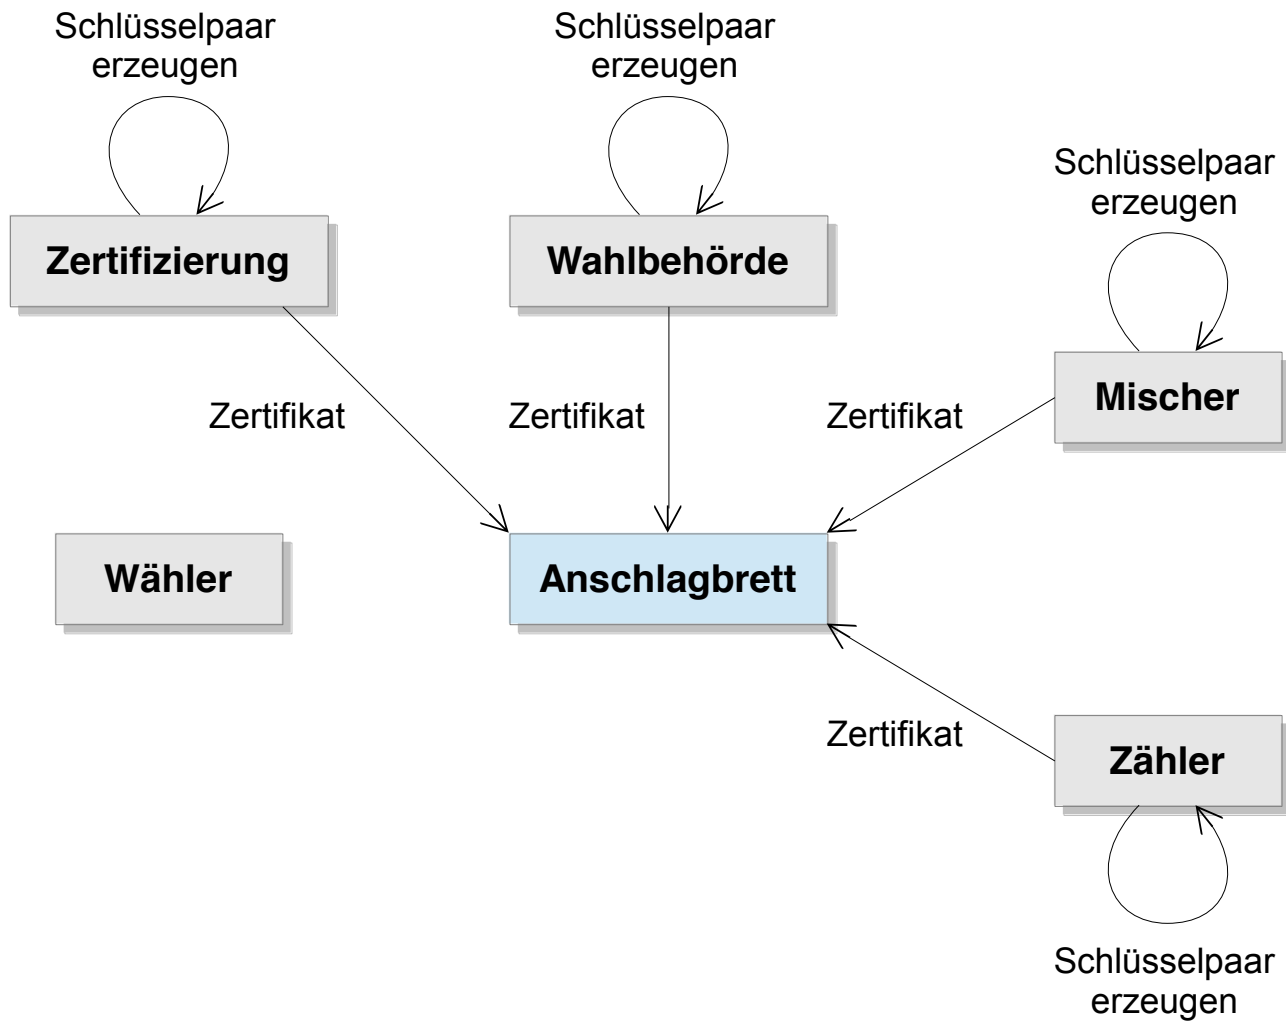 Schlüsselpaar
erzeugen
Schlüsselpaar
erzeugen
Schlüsselpaar
erzeugen
Zertifizierung
Wahlbehörde
Mischer
Zertifikat
Zertifikat
Zertifikat
Wähler
Anschlagbrett
Zertifikat
Zähler
Schlüsselpaar
erzeugen